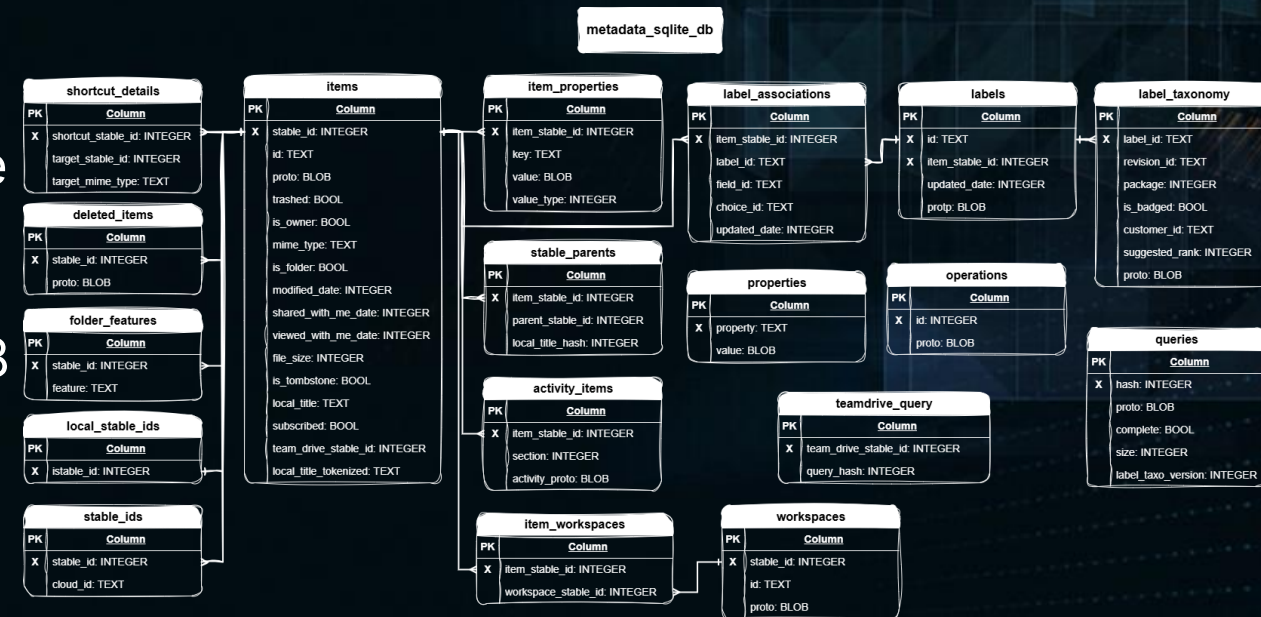 metadata_sqlite_db
shortcut_details
PK Column
X shortcut_stable_id: INTEGER
target_stable_id: INTEGER
target_mime_type: TEXT
deleted_items
PK Column
X stable_id: INTEGER
proto: BLOB
folder_features
PK Column
X stable_id: INTEGER
feature: TEXT
local_stable_ids
PK Column
X istable_id: INTEGER
stable_ids
PK Column
X stable_id: INTEGER
cloud_id: TEXT
items
PK Column
X stable_id: INTEGER
id: TEXT
proto: BLOB
trashed: BOOL
is_owner: BOOL
mime_type: TEXT
is_folder: BOOL
modified_date: INTEGER
shared_with_me_date: INTEGER
viewed_with_me_date: INTEGER
file_size: INTEGER
is_tombstone: BOOL
local_title: TEXT
subscribed: BOOL
team_drive_stable_id: INTEGER
local_title_tokenized: TEXT
item_properties
PK Column
X item_stable_id: INTEGER
key: TEXT
value: BLOB
value_type: INTEGER
stable_parents
PK Column
X item_stable_id: INTEGER
parent_stable_id: INTEGER
local_title_hash: INTEGER
activity_items
PK Column
X item_stable_id: INTEGER
section: INTEGER
activity_proto: BLOB
item_workspaces
PK Column
X item_stable_id: INTEGER
workspace_stable_id: INTEGER
label_associations
PK Column
X item_stable_id: INTEGER
label_id: TEXT
field_id: TEXT
choice_id: TEXT
updated_date: INTEGER
properties
PK Column
X property: TEXT
value: BLOB
labels
PK Column
X id: TEXT
X item_stable_id: INTEGER
updated_date: INTEGER
protp: BLOB
operations
PK Column
X id: INTEGER
proto: BLOB
teamdrive_query
PK Column
X team_drive_stable_id: INTEGER
query_hash: INTEGER
workspaces
PK Column
X stable_id: INTEGER
id: TEXT
proto: BLOB
label_taxonomy
PK Column
X label_id: TEXT
revision_id: TEXT
package: INTEGER
is_badged: BOOL
customer_id: TEXT
suggested_rank: INTEGER
proto: BLOB
queries
PK Column
X hash: INTEGER
proto: BLOB
complete: BOOL
size: INTEGER
label_taxo_version: INTEGER